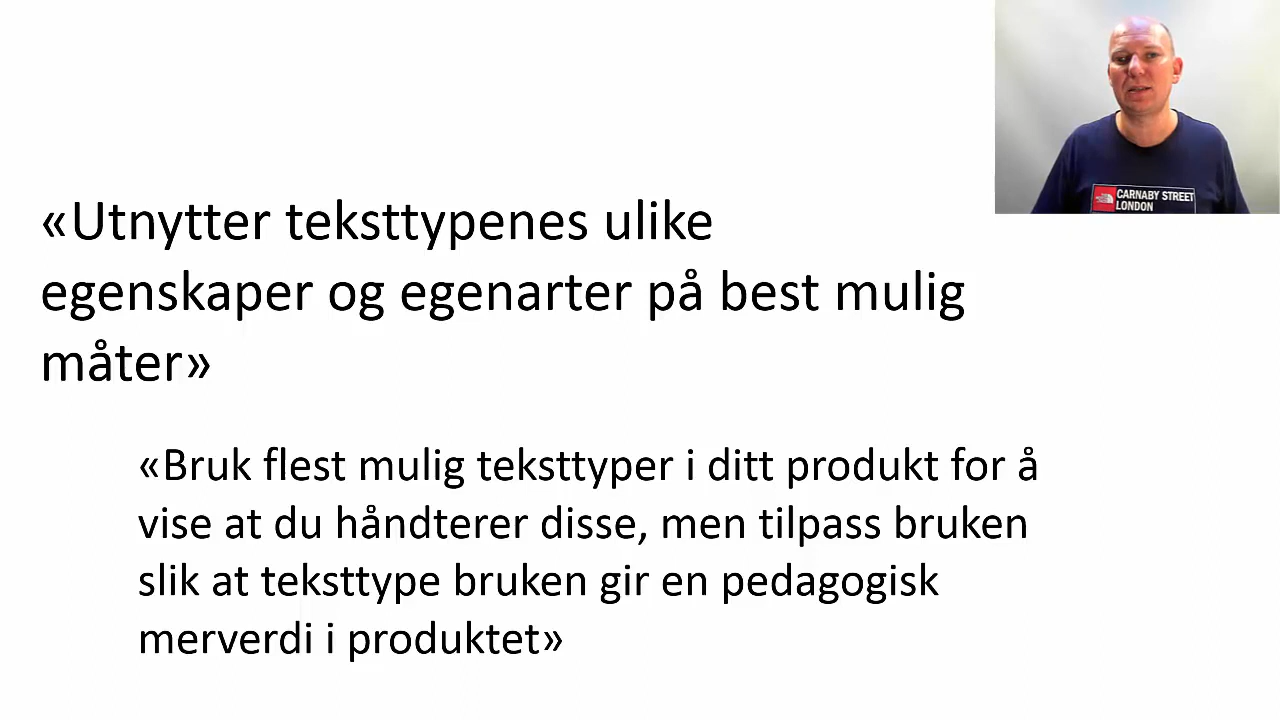 «Utnytter teksttypenes ulike
egenskaper og egenarter på best mulig
måter»
«Bruk flest mulig teksttyper i ditt produkt for å
vise at du håndterer disse, men tilpass bruken
slik at teksttype bruken gir en pedagogisk
merverdi i produktet»
CARNABY STREET
LONDON